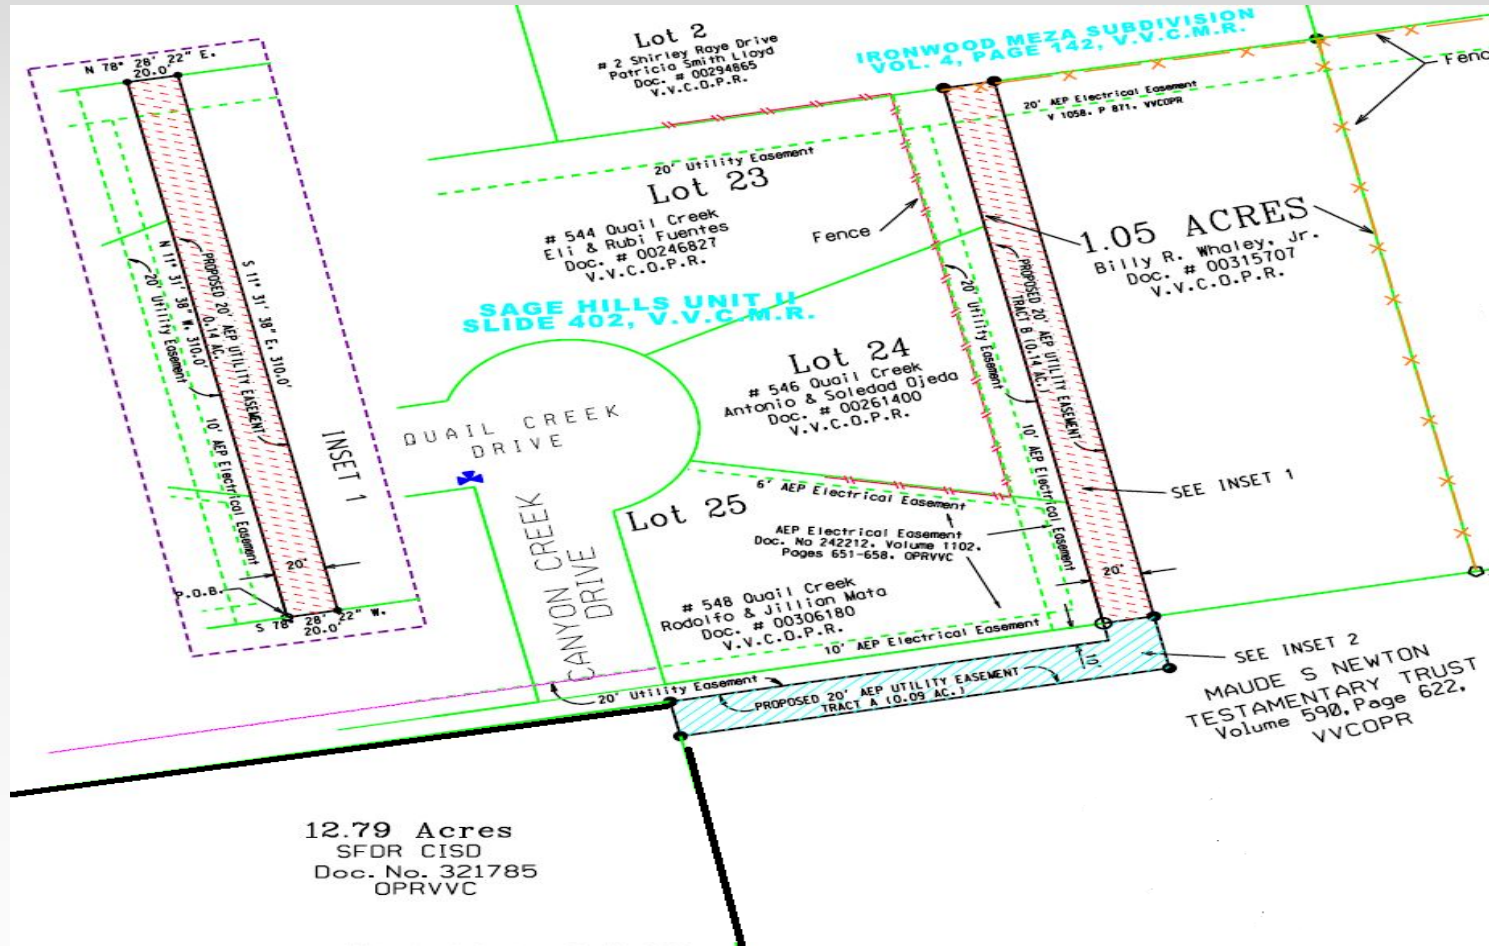 N 78° 28' 22" E.
20.0'
N 11° 31' 38" W. 310.0'
S 11° 31' 38" E. 310.0'
PROPOSED 20' AEP UTILITY EASEMENT
0.14 AC.
20' Utility Easement
10' AEP Electrical Easement
INSET 1
20'
P.O.B.
S 78° 28' 22" W.
20.0'
Lot 2
# 2 Shirley Raye Drive
Patricia Smith Lloyd
Doc. # 00294865
V.V.C.O.P.R.
IRONWOOD MEZA SUBDIVISION
VOL. 4, PAGE 142, V.V.C.M.R.
20' AEP Electrical Easement
V 1058. P 871. VVCOPR
20' Utility Easement
Lot 23
# 544 Quail Creek
Eli & Rubi Fuentes
Doc. # 00246827
V.V.C.O.P.R.
Fence
1.05 ACRES
Billy R. Whaley, Jr.
Doc. # 00315707
V.V.C.O.P.R.
SAGE HILLS UNIT II
SLIDE 402, V.V.C.M.R.
Lot 24
# 546 Quail Creek
Antonio & Soledad Ojeda
Doc. # 00261400
V.V.C.O.P.R.
20' Utility Easement
PROPOSED 20' AEP UTILITY EASEMENT
TRACT B (0.14 AC.)
10' AEP Electrical Easement
QUAIL CREEK
DRIVE
CANYON CREEK
DRIVE
6' AEP Electrical Easement
SEE INSET 1
Lot 25
AEP Electrical Easement
Doc. No 242212. Volume 1102.
Pages 651-658. OPRVVC
# 548 Quail Creek
Rodolfo & Jillian Mata
Doc. # 00306180
V.V.C.O.P.R.
20'
10' AEP Electrical Easement
10'
20' Utility Easement
PROPOSED 20' AEP UTILITY EASEMENT
TRACT A (0.09 AC.)
SEE INSET 2
MAUDE S NEWTON
TESTAMENTARY TRUST
Volume 590, Page 622,
VVCOPR
12.79 Acres
SFDR CISD
Doc. No. 321785
OPRVVC